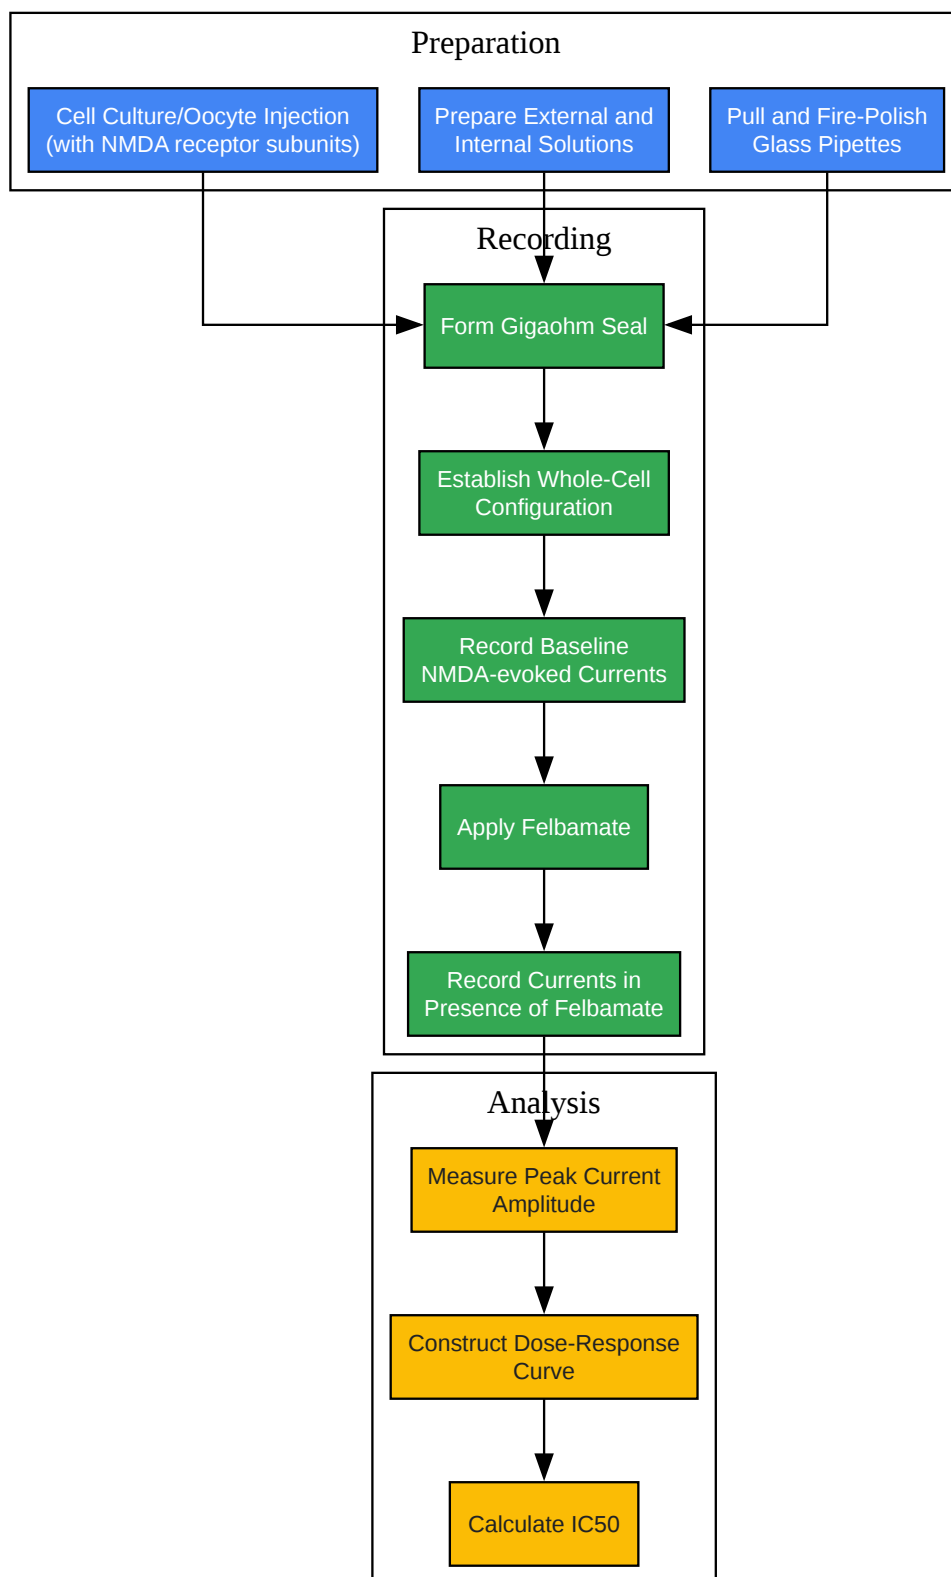 Preparation
Cell Culture/Oocyte Injection
(with NMDA receptor subunits)
Prepare External and
Internal Solutions
Pull and Fire-Polish
Glass Pipettes
Recording
Form Gigaohm Seal
Establish Whole-Cell
Configuration
Record Baseline
NMDA-evoked Currents
Apply Felbamate
Record Currents in
Presence of Felbamate
Analysis
Measure Peak Current
Amplitude
Construct Dose-Response
Curve
Calculate IC50